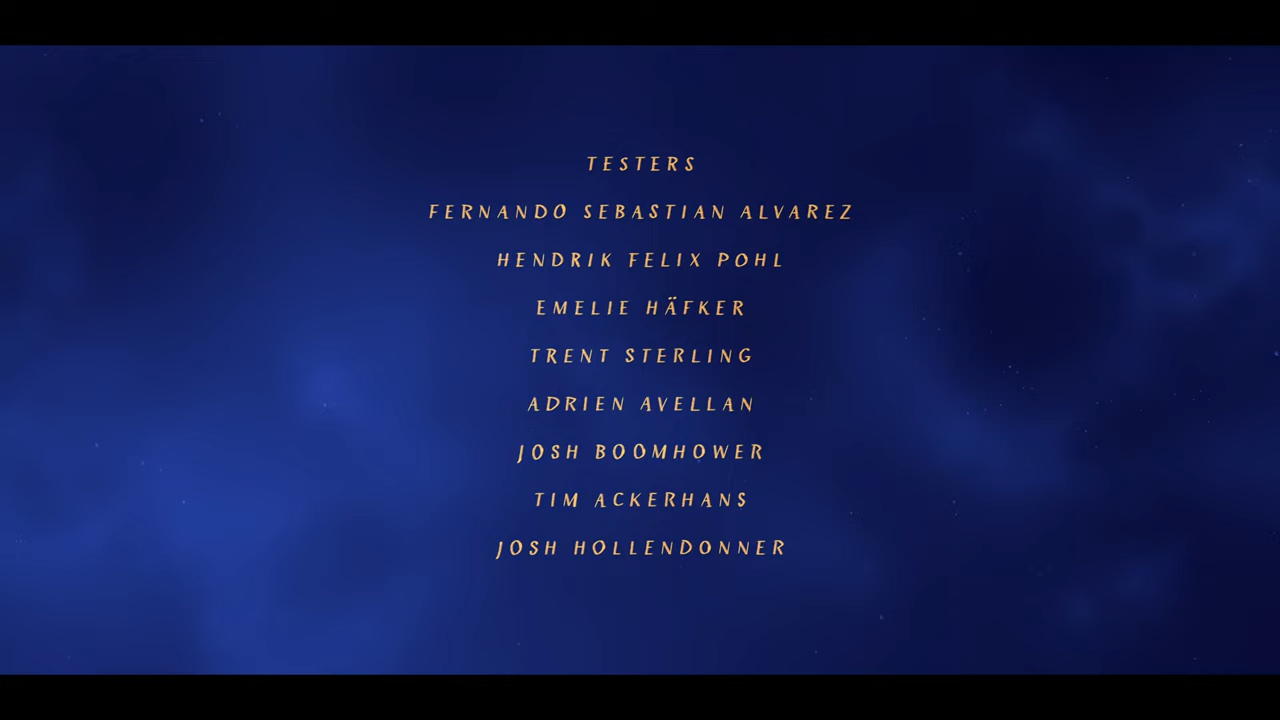 TESTERS
FERNANDO SEBASTIAN ALVAREZ
HENDRIK FELIX POHL
EMELIE HÄFKER
TRENT STERLING
ADRIEN AVELLAN
JOSH BOOMHOWER
TIM ACKERHANS
JOSH HOLLENDONNER